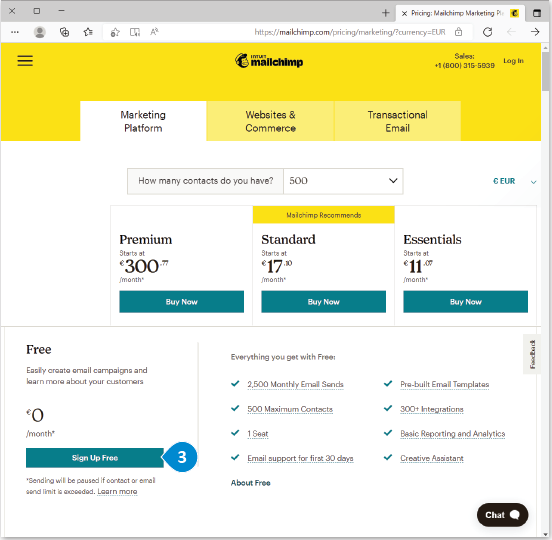 Pricing: Mailchimp Marketing Pl
https://mailchimp.com/pricing/marketing/?currency=EUR
INTUIT
mailchimp
Sales:
+1 (800) 315-5939
Log In
Marketing
Platform
Websites &
Commerce
Transactional
Email
How many contacts do you have? 500
€ EUR
Mailchimp Recommends
Premium
Starts at
€300.77
/month*
Buy Now
Standard
Starts at
€17.10
/month*
Buy Now
Essentials
Starts at
€11.07
/month*
Buy Now
Feedback
Free
Easily create email campaigns and
learn more about your customers
€0
/month*
Sign Up Free
3
*Sending will be paused if contact or email
send limit is exceeded. Learn more
Everything you get with Free:
2,500 Monthly Email Sends
500 Maximum Contacts
1 Seat
Email support for first 30 days
Pre-built Email Templates
300+ Integrations
Basic Reporting and Analytics
Creative Assistant
About Free
Chat